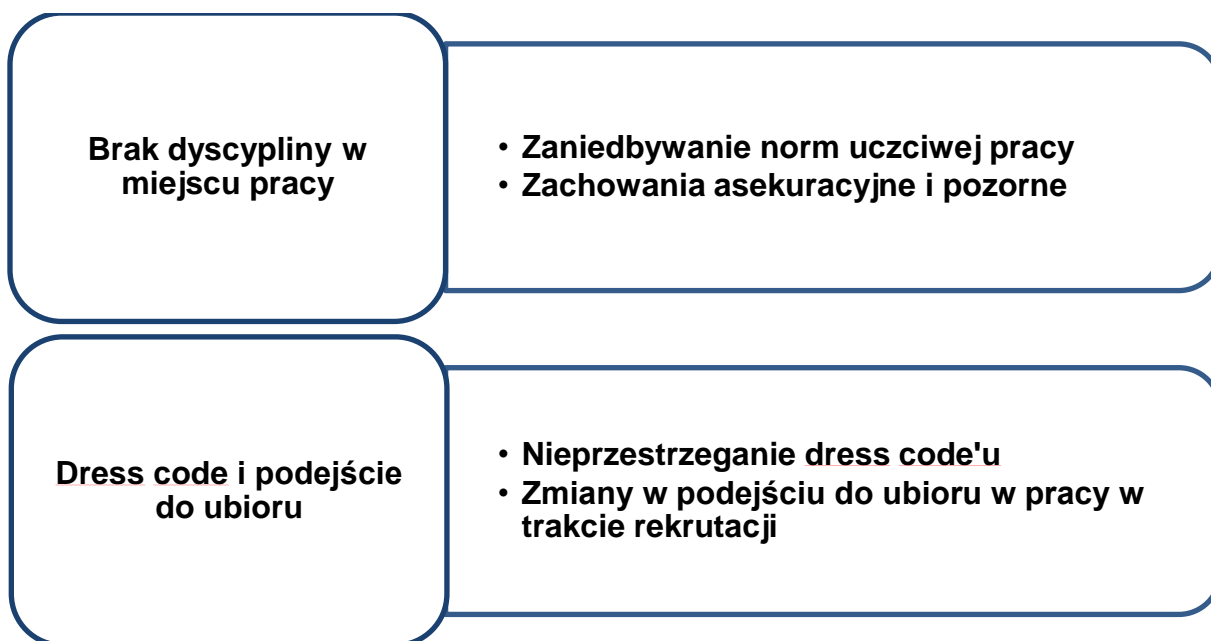 Brak dyscypliny w
miejscu pracy
• Zaniedbywanie norm uczciwej pracy
• Zachowania asekuracyjne i pozorne
Dress code i podejście
do ubioru
• Nieprzestrzeganie dress code'u
• Zmiany w podejściu do ubioru w pracy w
trakcie rekrutacji